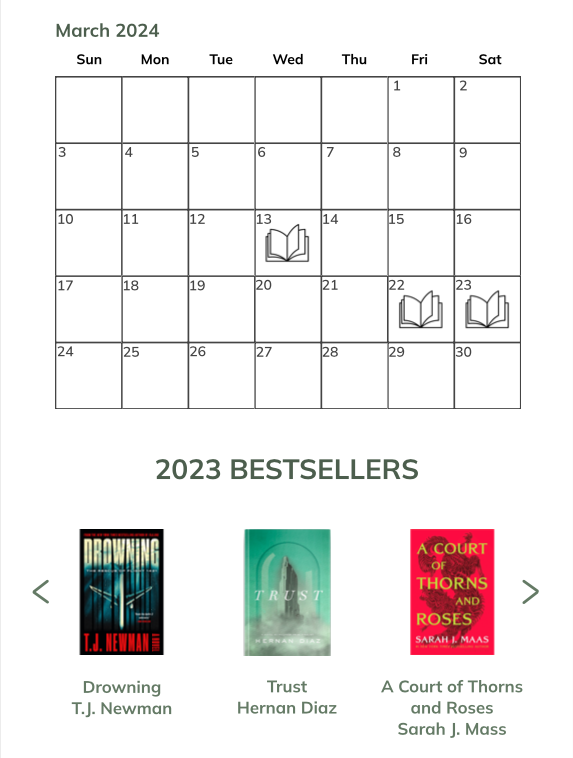 March 2024
Sun Mon Tue Wed Thu Fri Sat
1 2
3 4 5 6 7 8 9
10 11 12 13 14 15 16
17 18 19 20 21 22 23
24 25 26 27 28 29 30
2023 BESTSELLERS
DROWNING
T.J. NEWMAN
TRUST
HERNAN DIAZ
A COURT
OF
THORNS
AND
ROSES
SARAH J. MAAS
Drowning
T.J. Newman
Trust
Hernan Diaz
A Court of Thorns
and Roses
Sarah J. Mass